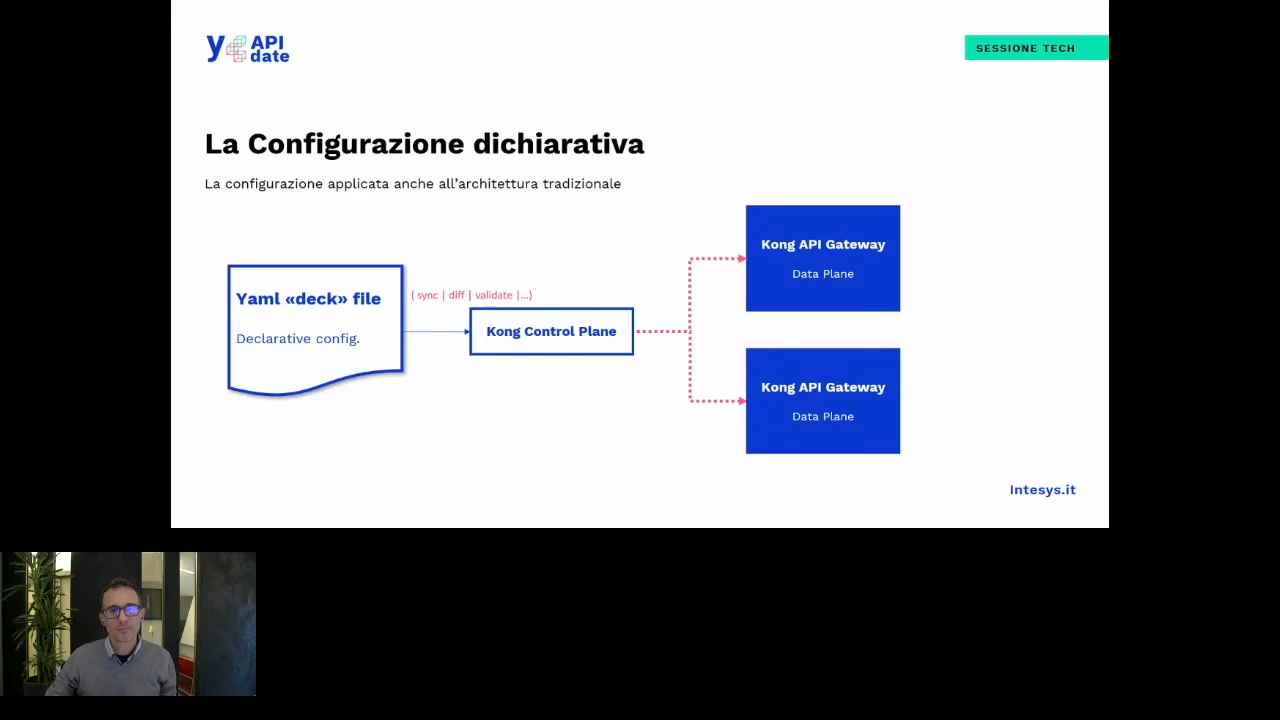 y API
date
SESSIONE TECH
La Configurazione dichiarativa
La configurazione applicata anche all'architettura tradizionale
Yaml «deck» file
Declarative config.
( sync | diff | validate |...)
Kong Control Plane
Kong API Gateway
Data Plane
Kong API Gateway
Data Plane
Intesys.it